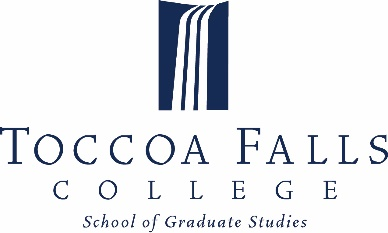 TOCCOA FALLS
COLLEGE
School of Graduate Studies